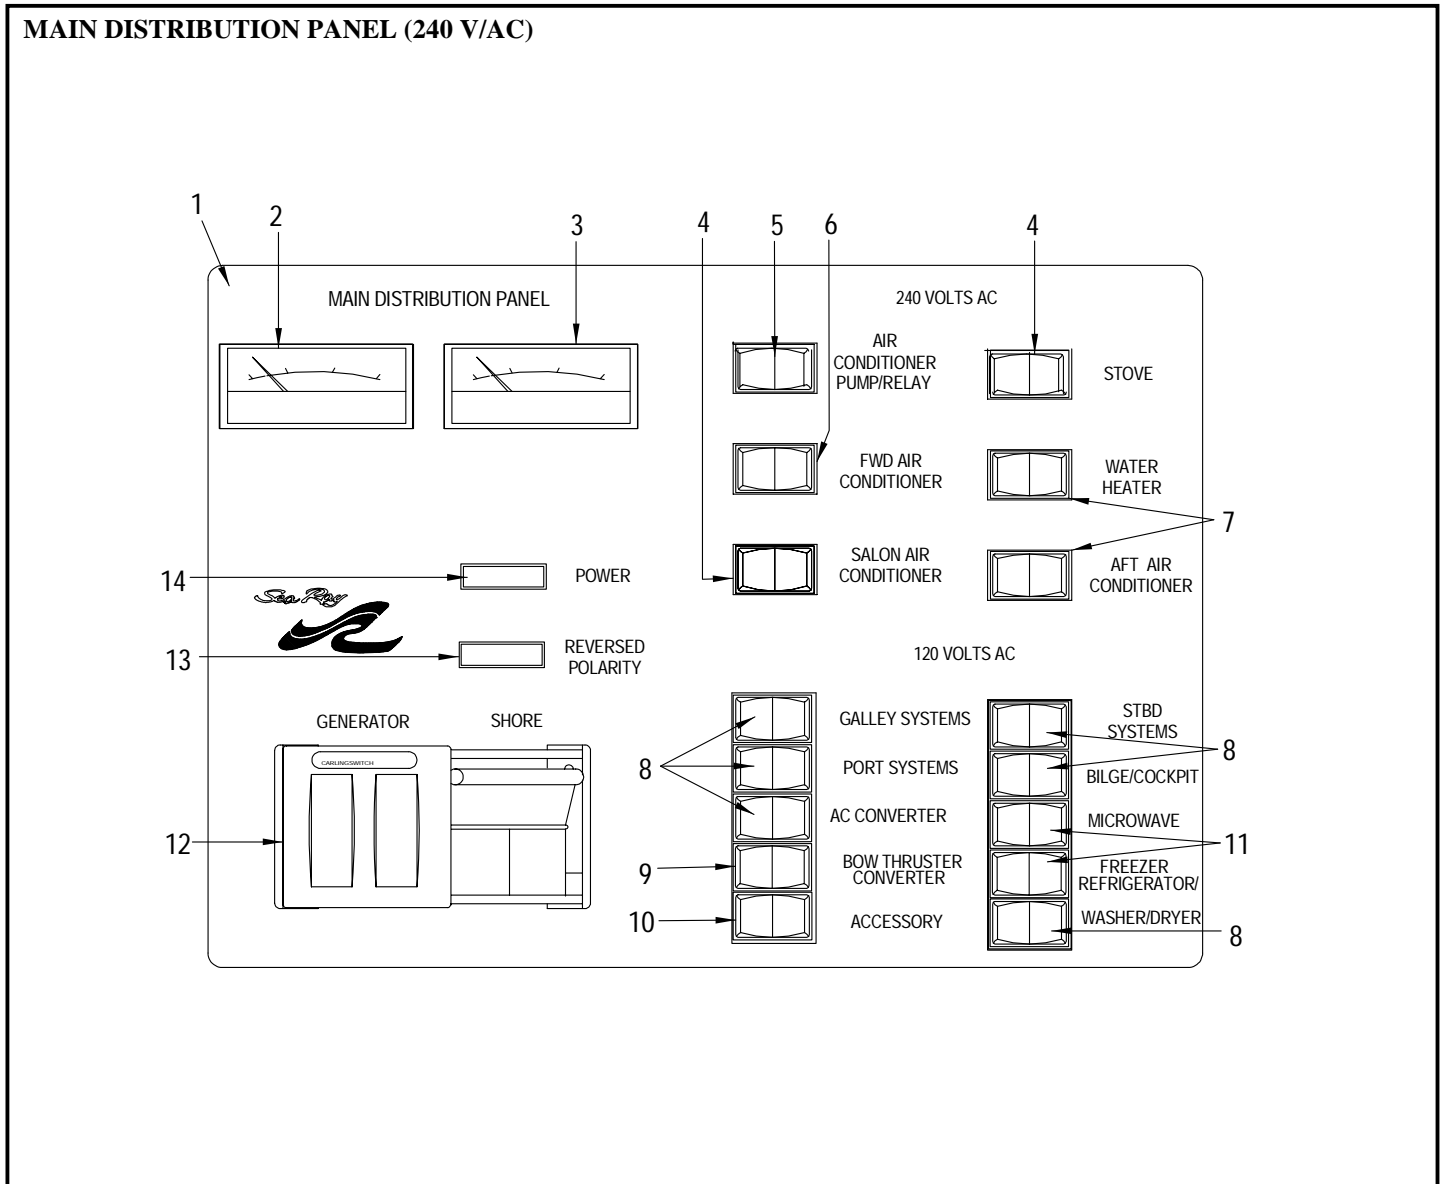 MAIN DISTRIBUTION PANEL (240 V/AC)
1
2
3
4
5
6
4
MAIN DISTRIBUTION PANEL
240 VOLTS AC
AIR
CONDITIONER
PUMP/RELAY
STOVE
FWD AIR
CONDITIONER
WATER
HEATER
7
4
SALON AIR
CONDITIONER
AFT AIR
CONDITIONER
14
POWER
Sea Ray
13
REVERSED
POLARITY
120 VOLTS AC
GENERATOR
SHORE
CARLINGSWITCH
12
8
GALLEY SYSTEMS
PORT SYSTEMS
AC CONVERTER
9
BOW THRUSTER
CONVERTER
10
ACCESSORY
STBD
SYSTEMS
8
BILGE/COCKPIT
MICROWAVE
11
FREEZER
REFRIGERATOR/
WASHER/DRYER
8